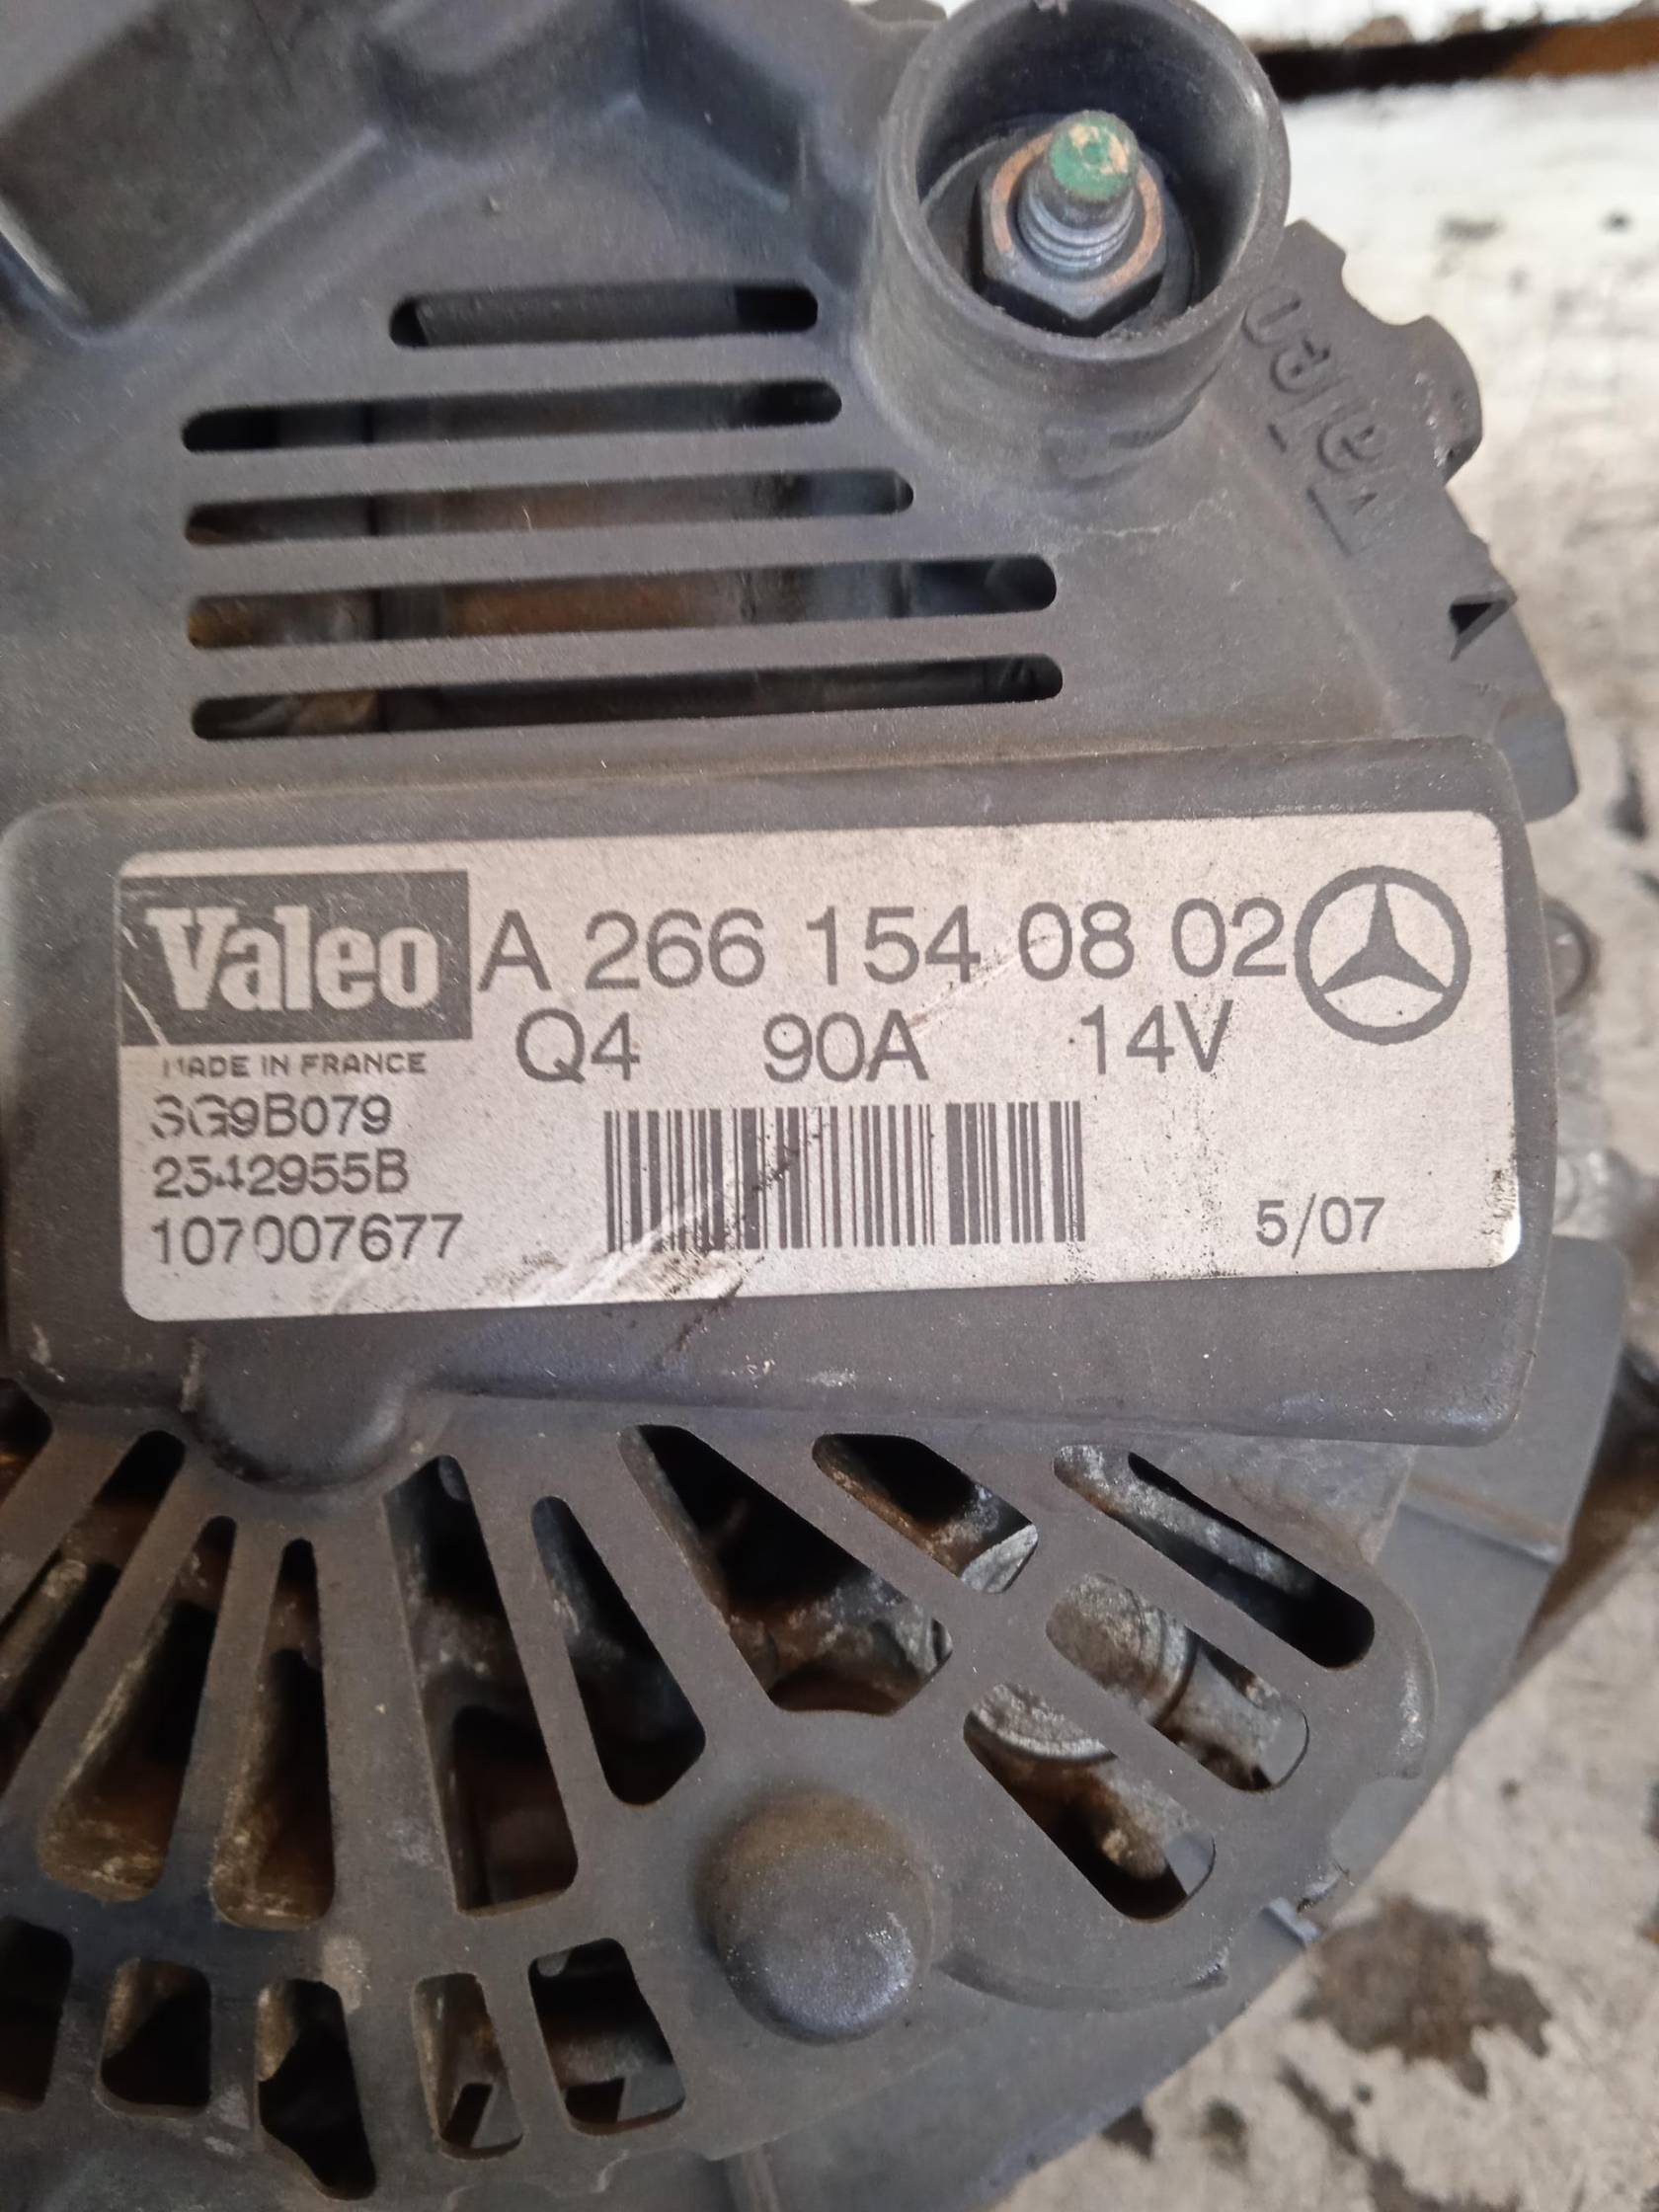 Valeo
Valeo A 266 154 08 02
Q4 90A 14V
MADE IN FRANCE
SG9B079
2542955B
107007677
5/07